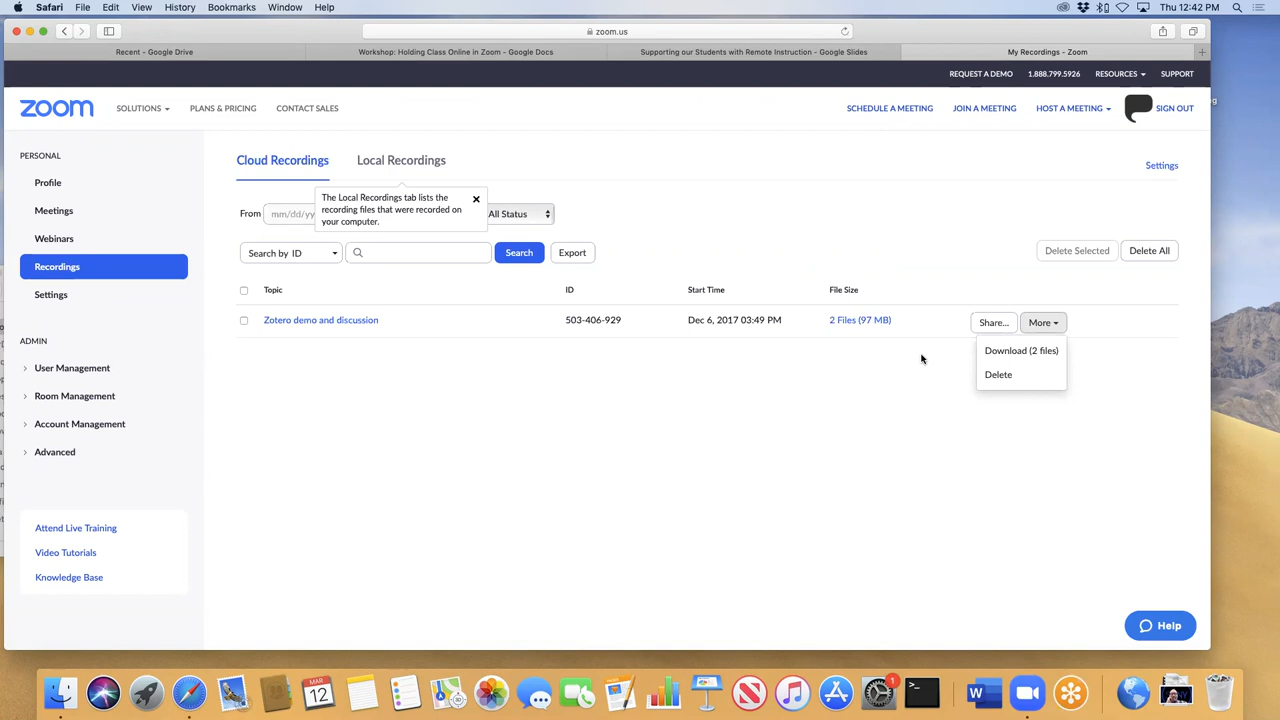 Safari File Edit View History Bookmarks Window Help Thu 12:42 PM
zoom.us
Recent - Google Drive Workshop: Holding Class Online in Zoom - Google Docs Supporting our Students with Remote Instruction - Google Slides My Recordings - Zoom
REQUEST A DEMO 1.888.799.5926 RESOURCES SUPPORT
zoom SOLUTIONS PLANS & PRICING CONTACT SALES SCHEDULE A MEETING JOIN A MEETING HOST A MEETING SIGN OUT
PERSONAL
Profile
Meetings
Webinars
Recordings
Settings
ADMIN
User Management
Room Management
Account Management
Advanced
Attend Live Training
Video Tutorials
Knowledge Base
Cloud Recordings Local Recordings
Settings
The Local Recordings tab lists the
recording files that were recorded on
your computer.
From mm/dd/yy All Status
Search by ID Search Export Delete Selected Delete All
Topic ID Start Time File Size
Zotero demo and discussion 503-406-929 Dec 6, 2017 03:49 PM 2 Files (97 MB) Share... More
Download (2 files)
Delete
Help
MAR
12
1
W